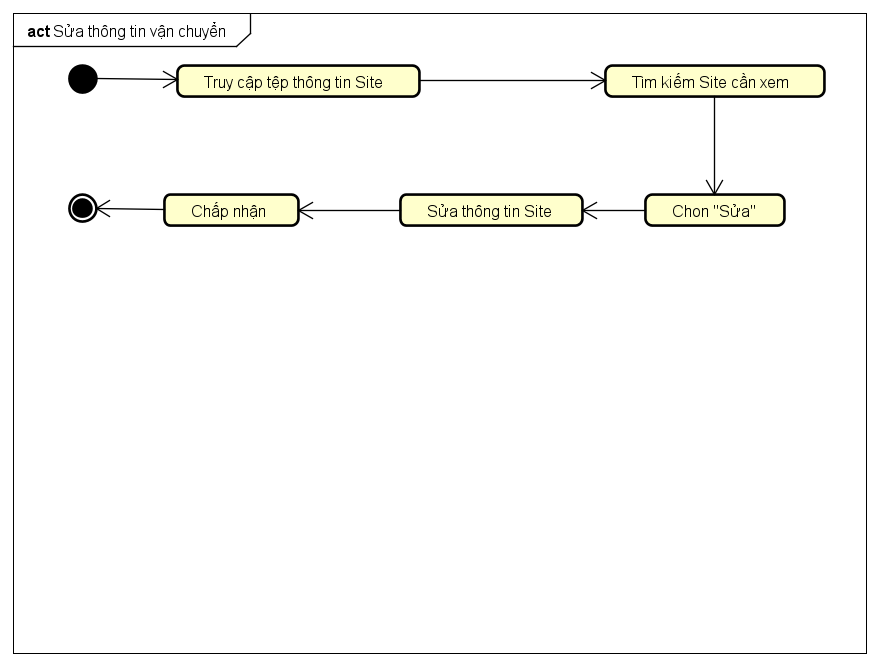 act Sửa thông tin vận chuyển
Truy cập tệp thông tin Site
Tìm kiếm Site cần xem
Chấp nhận
Sửa thông tin Site
Chon "Sửa"